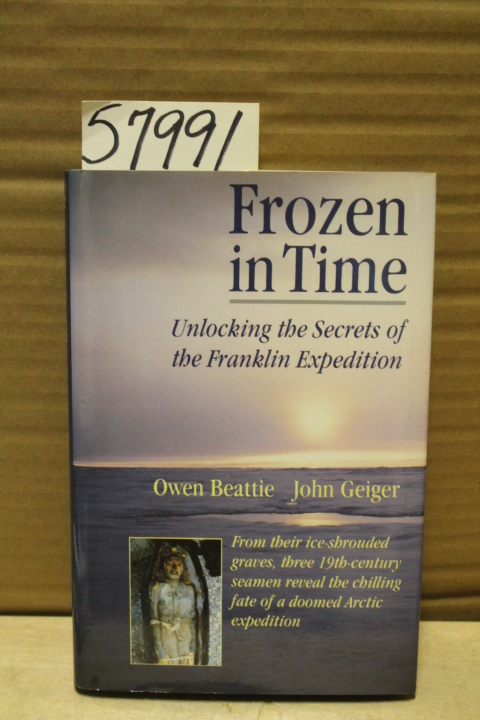 57991
Frozen
in Time
Unlocking the Secrets of
the Franklin Expedition
Owen Beattie John Geiger
From their ice-shrouded
graves, three 19th-century
seamen reveal the chilling
fate of a doomed Arctic
expedition